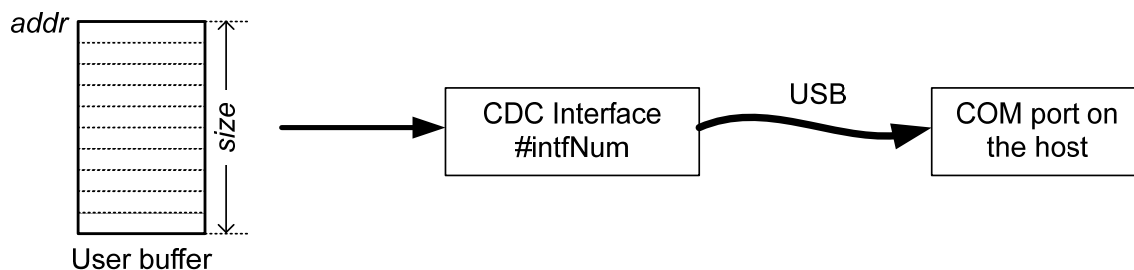 addr
size
User buffer
CDC Interface
#intfNum
USB
COM port on
the host